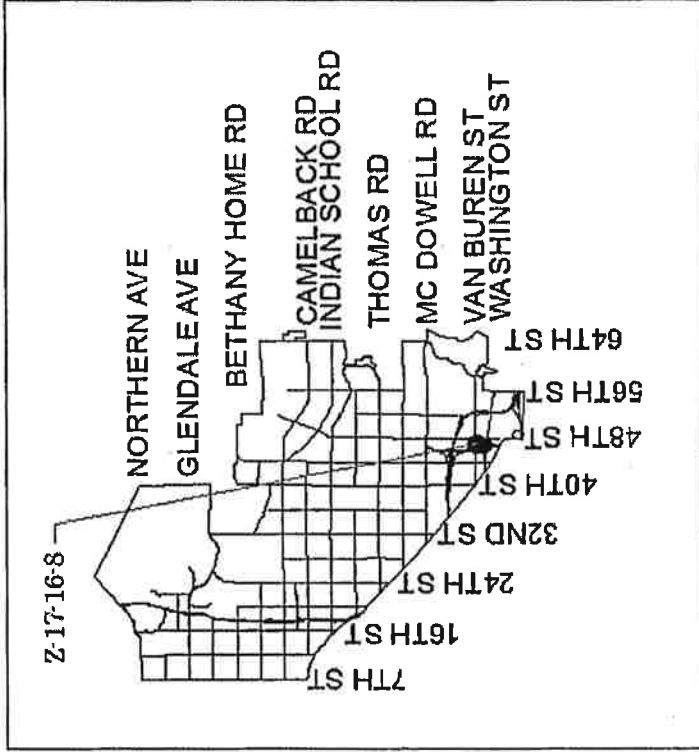 Z-17-16-8
NORTHERN AVE
GLENDALE AVE
BETHANY HOME RD
CAMELBACK RD
INDIAN SCHOOL RD
THOMAS RD
MC DOWELL RD
VAN BUREN ST
WASHINGTON ST
7TH ST
16TH ST
24TH ST
32ND ST
40TH ST
48TH ST
56TH ST
64TH ST